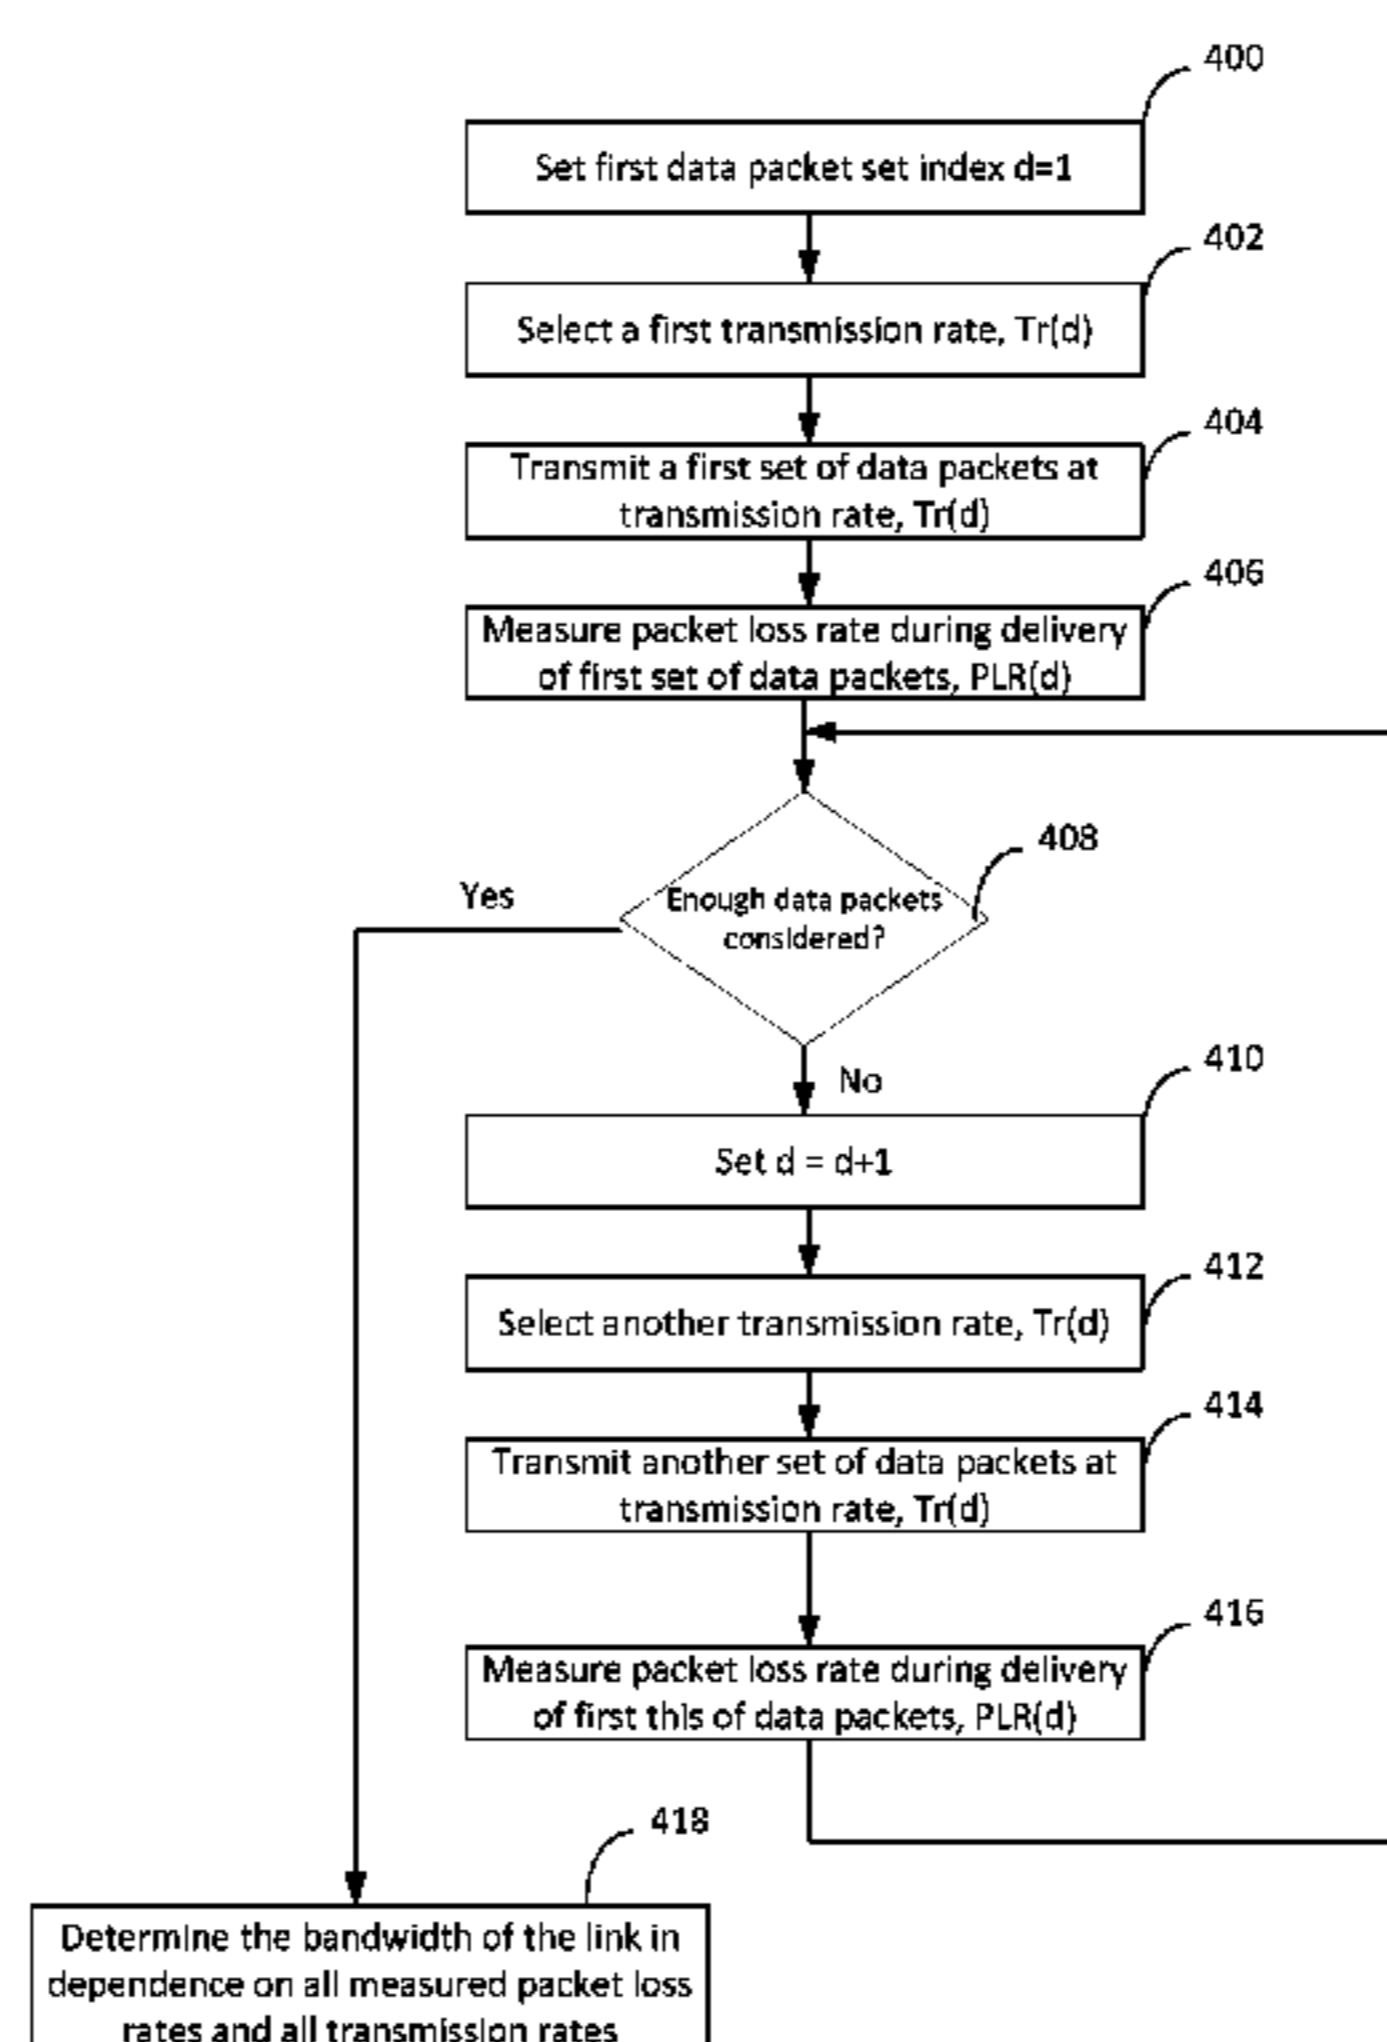 400
Set first data packet set index d=1
402
Select a first transmission rate, Tr(d)
404
Transmit a first set of data packets at
transmission rate, Tr(d)
406
Measure packet loss rate during delivery
of first set of data packets, PLR(d)
408
Yes
Enough data packets
considered?
No
410
Set d = d+1
412
Select another transmission rate, Tr(d)
414
Transmit another set of data packets at
transmission rate, Tr(d)
416
Measure packet loss rate during delivery
of first this of data packets, PLR(d)
418
Determine the bandwidth of the link in
dependence on all measured packet loss
rates and all transmission rates